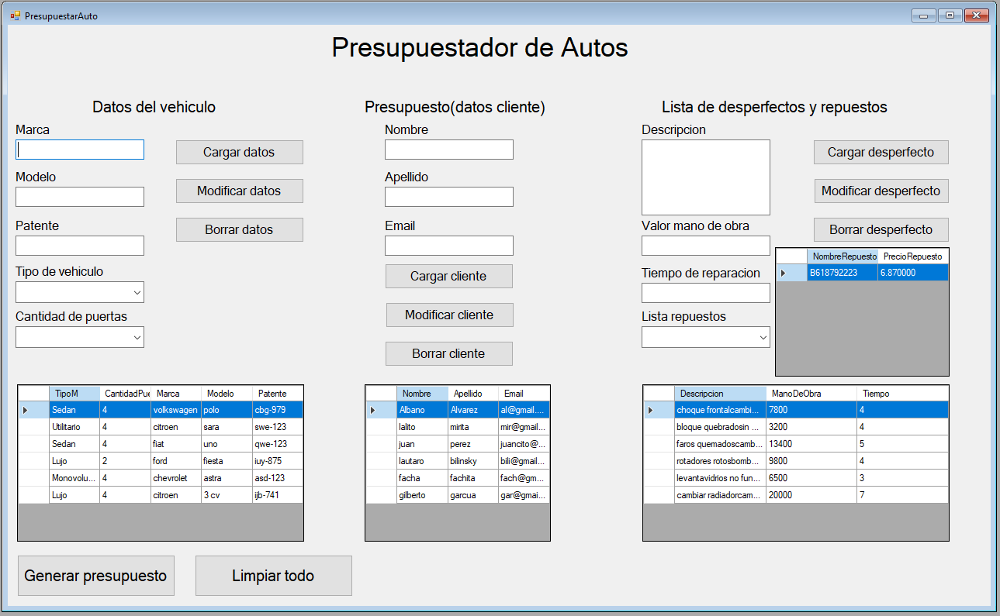 PresupuestarAuto
Presupuestador de Autos
Datos del vehiculo
Marca
Cargar datos
Modelo
Modificar datos
Patente
Borrar datos
Tipo de vehiculo
Cantidad de puertas
Presupuesto(datos cliente)
Nombre
Apellido
Email
Cargar cliente
Modificar cliente
Borrar cliente
Lista de desperfectos y repuestos
Descripcion
Cargar desperfecto
Modificar desperfecto
Borrar desperfecto
Valor mano de obra
Tiempo de reparacion
Lista repuestos
NombreRepuesto PrecioRepuesto
B618792223 6.870000
TipoM CantidadPue Marca Modelo Patente
Sedan 4 volkswagen polo cbg-979
Utilitario 4 citroen sara swe-123
Sedan 4 fiat uno qwe-123
Lujo 2 ford fiesta iuy-875
Monovolu... 4 chevrolet astra asd-123
Lujo 4 citroen 3 cv ijb-741
Nombre Apellido Email
Albano Alvarez al@gmail....
lalito mirita mir@gmail...
juan perez juancito@...
lautaro bilinsky bili@gmail...
facha fachita fach@gm...
gilberto garcua gar@gmai...
Descripcion ManoDeObra Tiempo
choque frontalcambi... 7800 4
bloque quebradosin ... 3200 4
faros quemadoscamb... 13400 5
rotadores rotosbomb... 9800 4
levantavidrios no fun... 6500 3
cambiar radiadorcam... 20000 7
Generar presupuesto
Limpiar todo